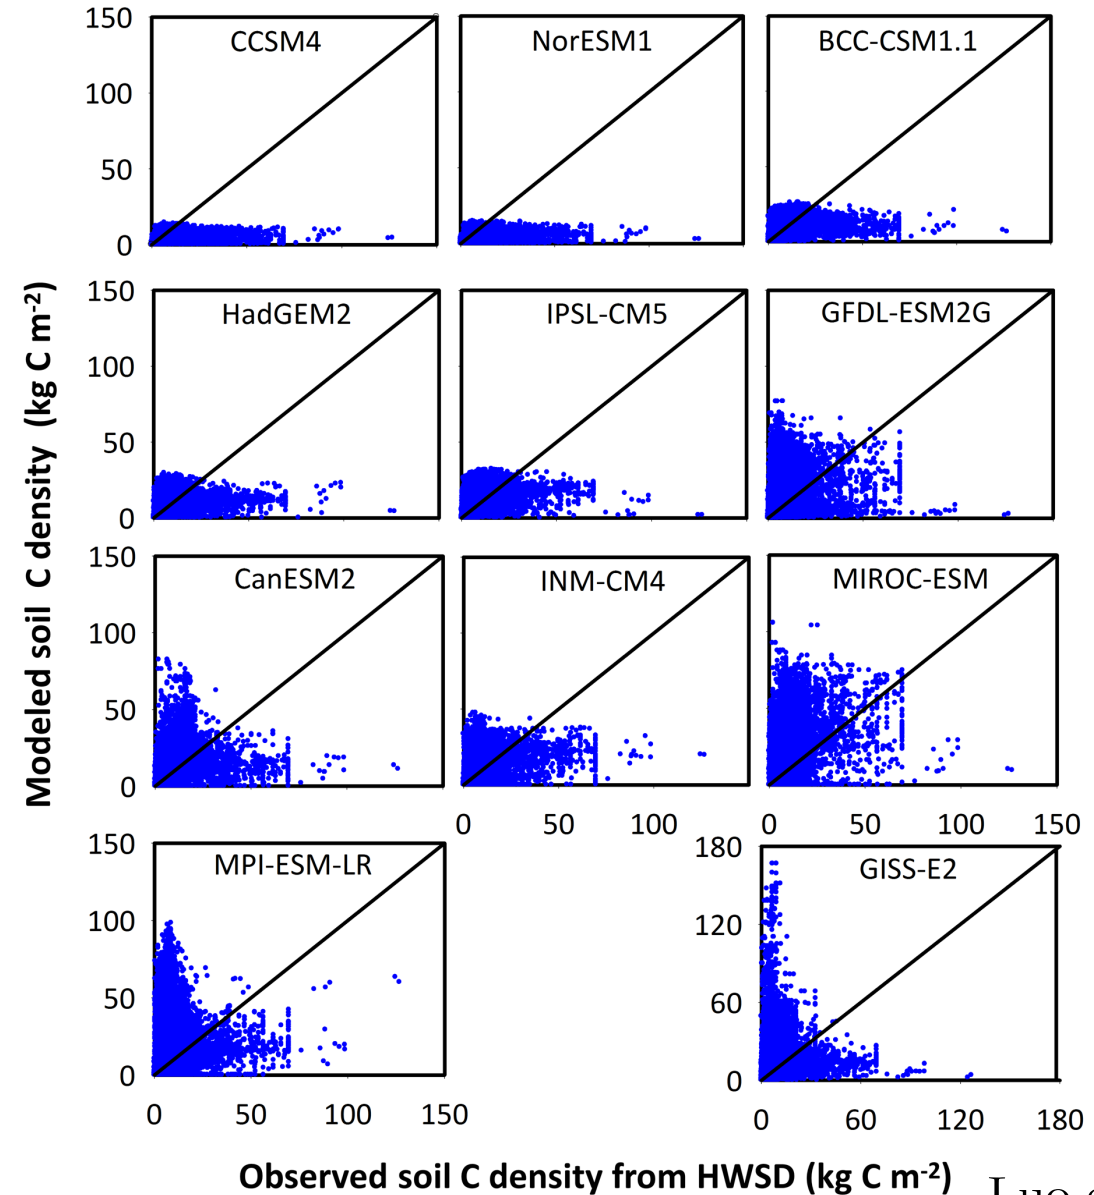 150
CCSM4
NorESM1
BCC-CSM1.1
100
50
0
150
HadGEM2
IPSL-CM5
GFDL-ESM2G
100
50
0
150
CanESM2
INM-CM4
MIROC-ESM
100
50
0
0 50 100
0 50 100 150
150
MPI-ESM-LR
100
50
0
0 50 100 150
180
GISS-E2
120
60
0
0 60 120 180
Modeled soil C density (kg C m-2)
Observed soil C density from HWSD (kg C m-2)